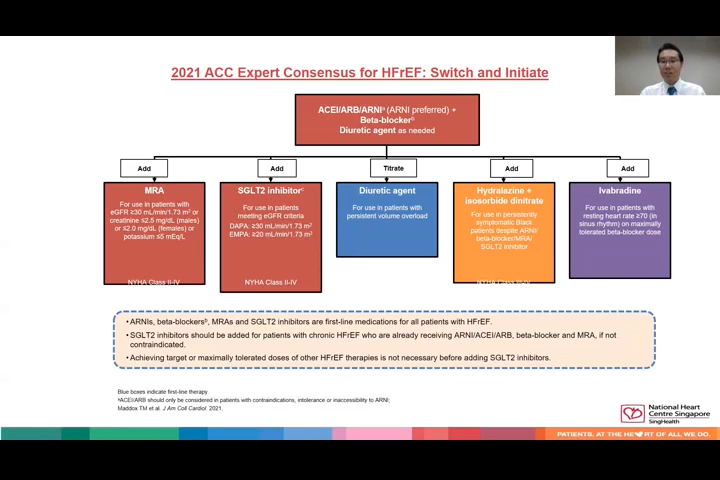 2021 ACC Expert Consensus for HFrEF: Switch and Initiate
ACEI/ARB/ARNIᵃ (ARNI preferred) +
Beta-blockerᵇ
Diuretic agent as needed
Add
Add
Titrate
Add
Add
MRA
For use in patients with
eGFR ≥30 mL/min/1.73 m² or
creatinine ≤2.5 mg/dL (males)
or ≤2.0 mg/dL (females) or
potassium ≤5 mEq/L
NYHA Class II-IV
SGLT2 inhibitorᶜ
For use in patients
meeting eGFR criteria
DAPA: ≥30 mL/min/1.73 m²
EMPA: ≥20 mL/min/1.73 m²
NYHA Class II-IV
Diuretic agent
For use in patients with
persistent volume overload
Hydralazine +
isosorbide dinitrate
For use in persistently
symptomatic Black
patients despite ARNI/
beta-blocker/MRA/
SGLT2 inhibitor
NYHA Class
Ivabradine
For use in patients with
resting heart rate ≥70 (in
sinus rhythm) on maximally
tolerated beta-blocker dose
• ARNIs, beta-blockersᵇ, MRAs and SGLT2 inhibitors are first-line medications for all patients with HFrEF.
• SGLT2 inhibitors should be added for patients with chronic HFrEF who are already receiving ARNI/ACEI/ARB, beta-blocker and MRA, if not
contraindicated.
• Achieving target or maximally tolerated doses of other HFrEF therapies is not necessary before adding SGLT2 inhibitors.
Blue boxes indicate first-line therapy.
ᵃACEI/ARB should only be considered in patients with contraindications, intolerance or inaccessibility to ARNI;
Maddox TM et al. J Am Coll Cardiol. 2021.
National Heart
Centre Singapore
SingHealth
PATIENTS. AT THE HE RT OF ALL WE DO.